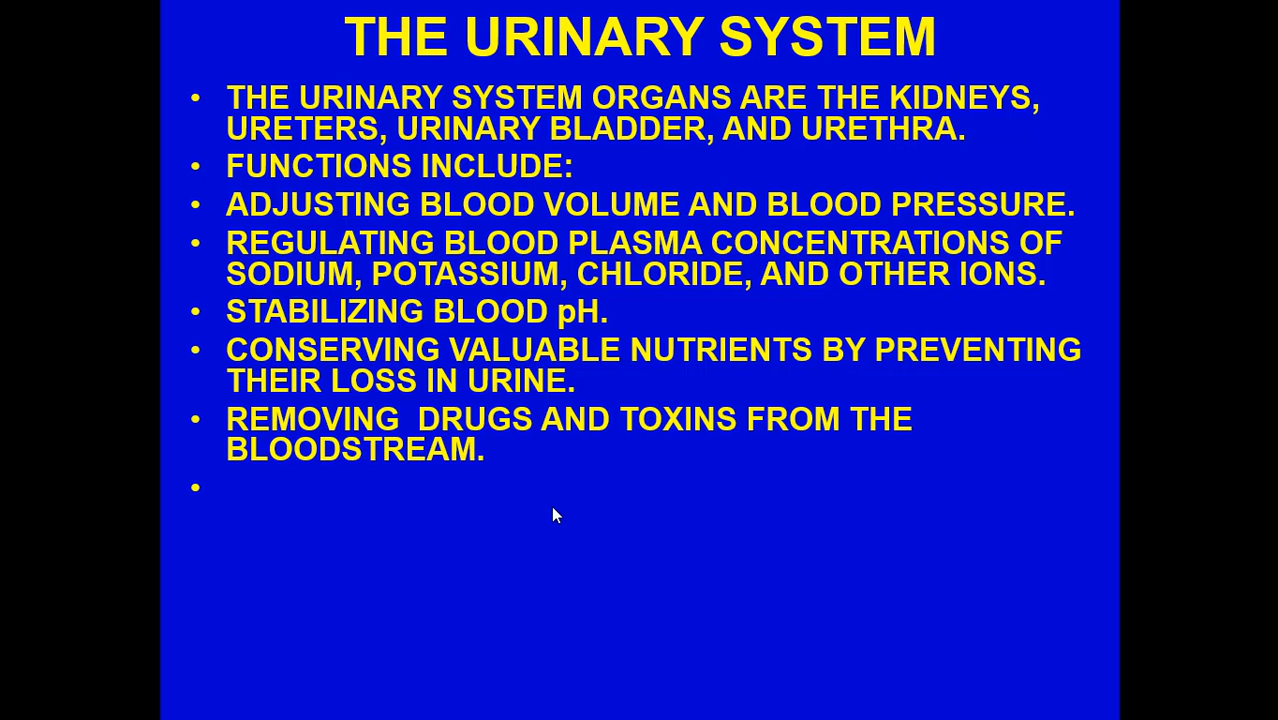 THE URINARY SYSTEM
• THE URINARY SYSTEM ORGANS ARE THE KIDNEYS,
URETERS, URINARY BLADDER, AND URETHRA.
• FUNCTIONS INCLUDE:
• ADJUSTING BLOOD VOLUME AND BLOOD PRESSURE.
• REGULATING BLOOD PLASMA CONCENTRATIONS OF
SODIUM, POTASSIUM, CHLORIDE, AND OTHER IONS.
• STABILIZING BLOOD pH.
• CONSERVING VALUABLE NUTRIENTS BY PREVENTING
THEIR LOSS IN URINE.
• REMOVING  DRUGS AND TOXINS FROM THE
BLOODSTREAM.
•